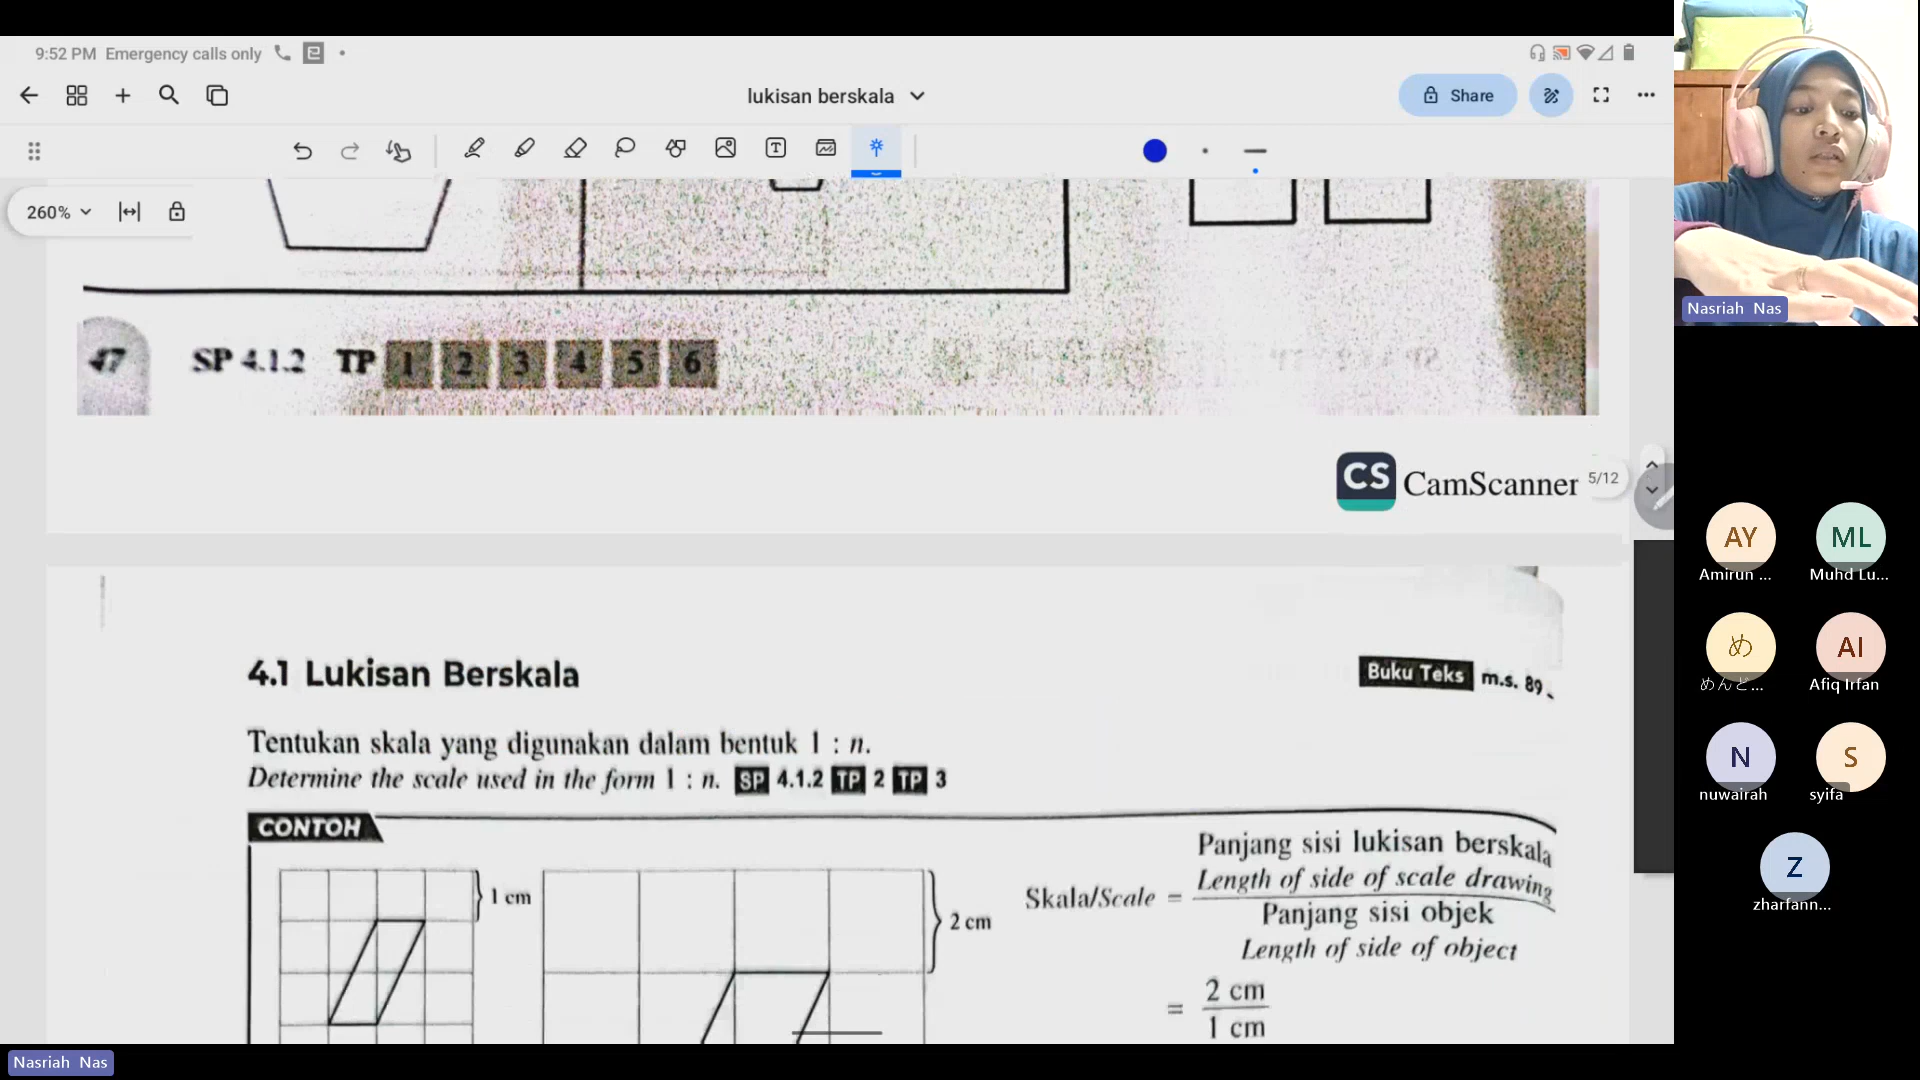 9:52 PM Emergency calls only
lukisan berskala
Share
260%
47 SP 4.1.2 TP 1 2 3 4 5 6
CS CamScanner
5/12
4.1 Lukisan Berskala
Buku Teks m.s. 89
Tentukan skala yang digunakan dalam bentuk 1 : n.
Determine the scale used in the form 1 : n. SP 4.1.2 TP 2 TP 3
CONTOH
1 cm
2 cm
Skala/Scale = Panjang sisi lukisan berskala
Length of side of scale drawing
Panjang sisi objek
Length of side of object
= 2 cm
1 cm
Nasriah Nas
AY
Amirun ...
ML
Muhd Lu...
め
めんど...
AI
Afiq Irfan
N
nuwairah
S
syifa
Z
zharfann...
Nasriah Nas